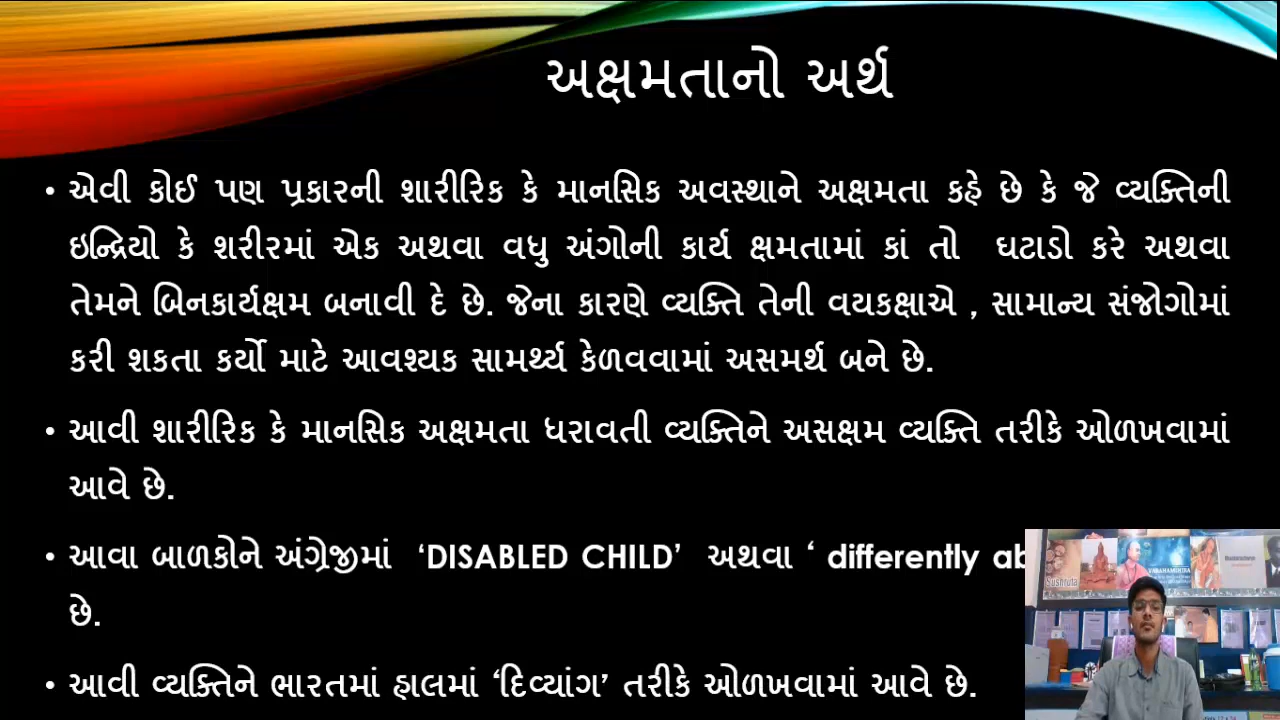 અક્ષમતાનો અર્થ
• એવી કોઈ પણ પ્રકારની શારીરિક કે માનસિક અવસ્થાને અક્ષમતા કહે છે કે જે વ્યક્તિની
ઇન્દ્રિયો કે શરીરમાં એક અથવા વધુ અંગોની કાર્ય ક્ષમતામાં કાં તો ઘટાડો કરે અથવા
તેમને બિનકાર્યક્ષમ બનાવી દે છે. જેના કારણે વ્યક્તિ તેની વયકક્ષાએ , સામાન્ય સંજોગોમાં
કરી શકતા કર્યો માટે આવશ્યક સામર્થ્ય કેળવવામાં અસમર્થ બને છે.
• આવી શારીરિક કે માનસિક અક્ષમતા ધરાવતી વ્યક્તિને અસક્ષમ વ્યક્તિ તરીકે ઓળખવામાં
આવે છે.
• આવા બાળકોને અંગ્રેજીમાં ‘DISABLED CHILD’ અથવા ‘ differently
છે.
• આવી વ્યક્તિને ભારતમાં હાલમાં ‘દિવ્યાંગ’ તરીકે ઓળખવામાં આવે છે.
Sushruta
VARAHAMIHIRA